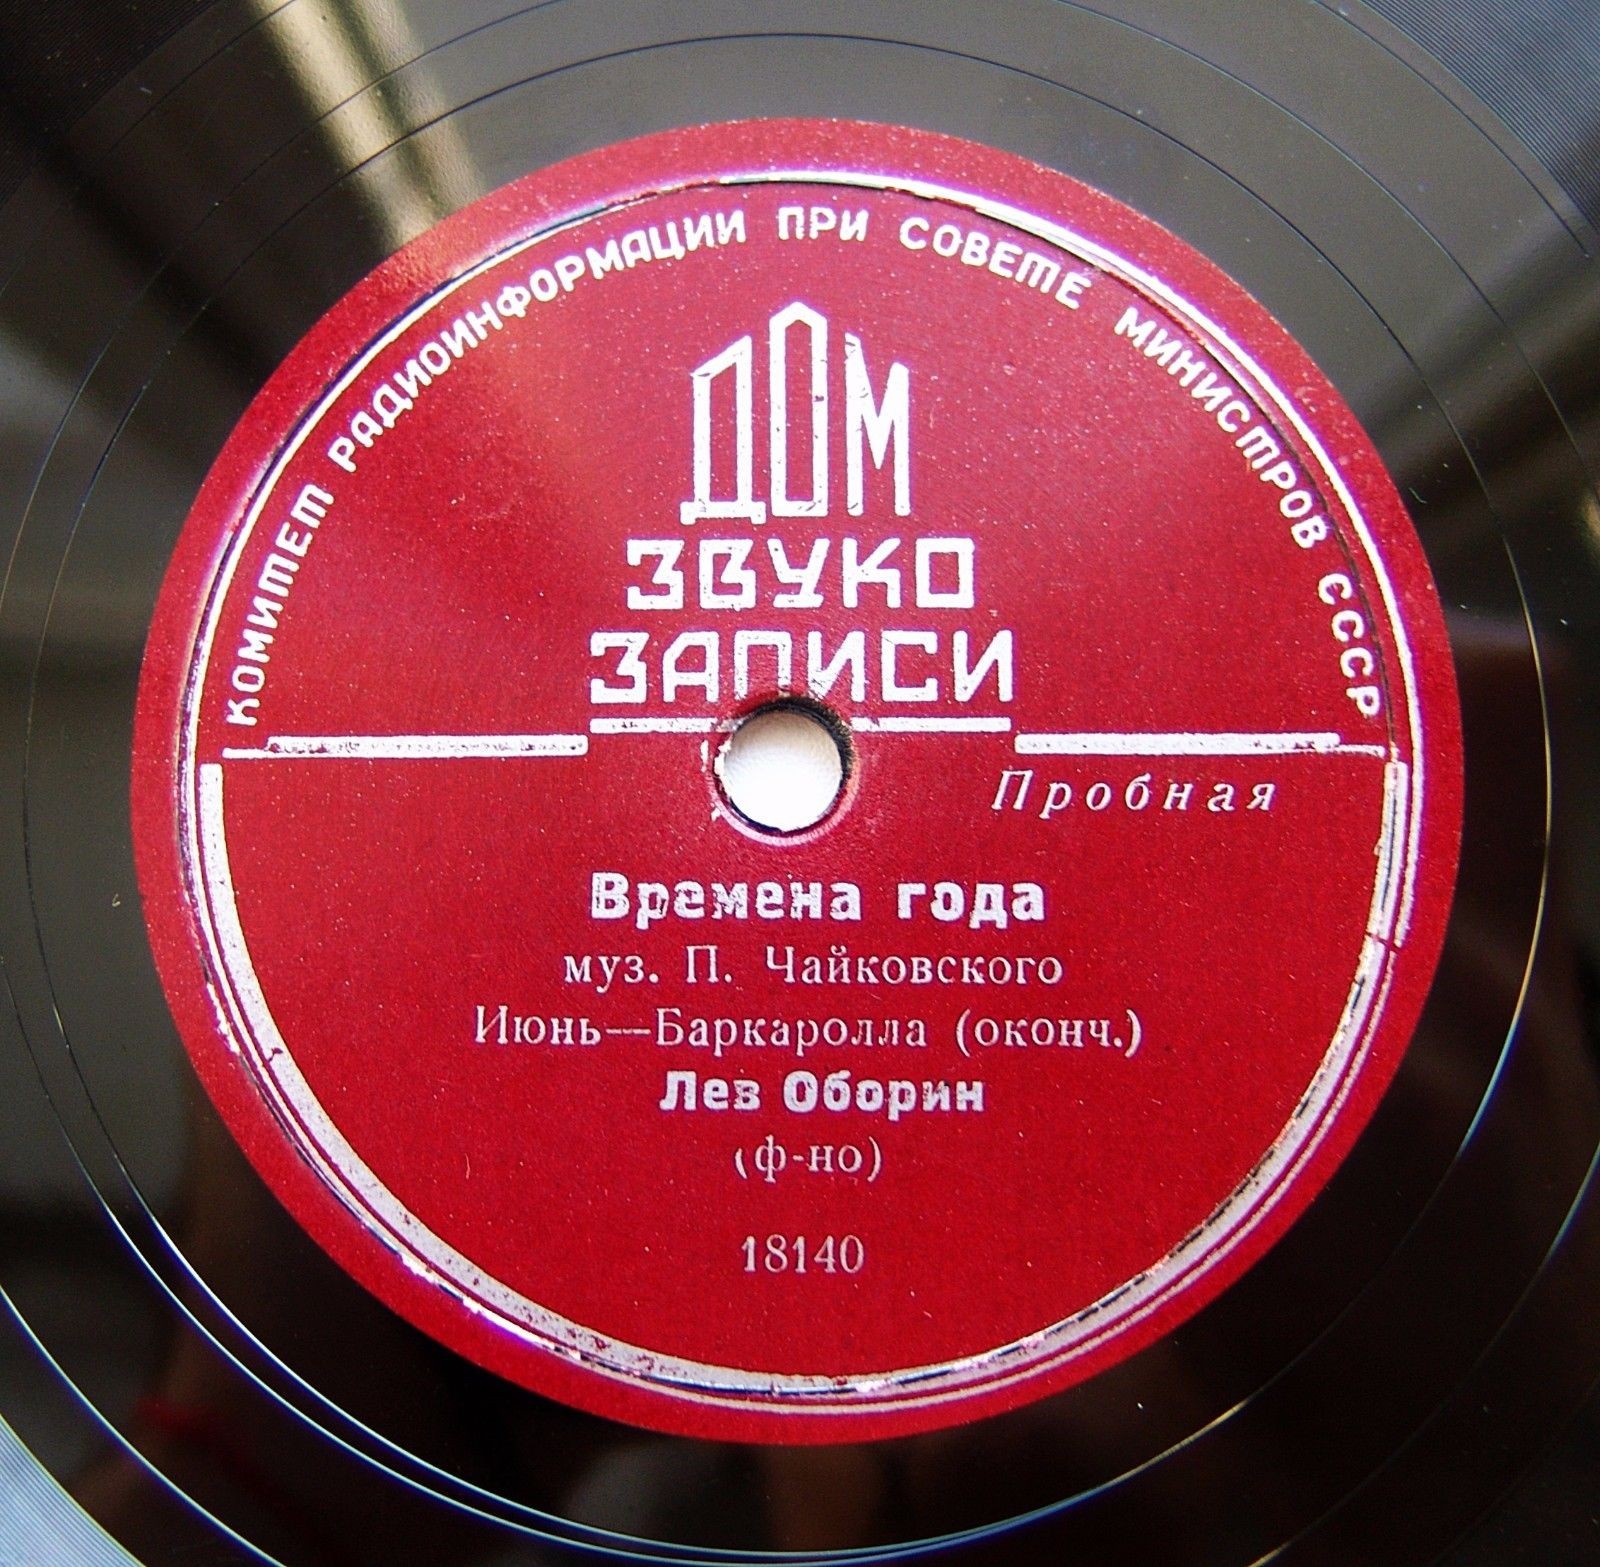 КОМИТЕТ РАДИОИНФОРМАЦИИ ПРИ СОВЕТЕ МИНИСТРОВ СССР
ДОМ
ЗВУКО
ЗАПИСИ
Пробная
Времена года
муз. П. Чайковского
Июнь—Баркаролла (оконч.)
Лев Оборин
(ф-но)
18140